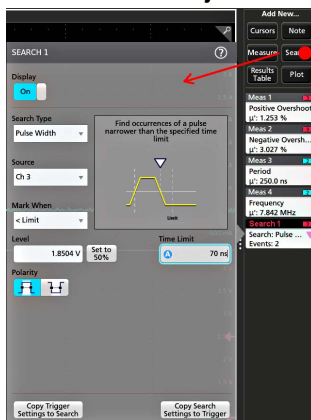 Add New...
Cursors Note
Measure
Results Table Plot
SEARCH 1
Display
On
Search Type
Pulse Width
Source
Ch 3
Mark When
< Limit
Find occurrences of a pulse
narrower than the specified time
limit
Limit
Level
1.8504 V
Set to
50%
Time Limit
A
70 ns
Polarity
Copy Trigger
Settings to Search
Copy Search
Settings to Trigger
Meas 1
Positive Overshoot
µ': 1.253 %
Meas 2
Negative Oversh...
µ': 3.027 %
Meas 3
Period
µ': 250.0 ns
Meas 4
Frequency
µ': 7.842 MHz
Search 1
Search: Pulse ...
Events: 2